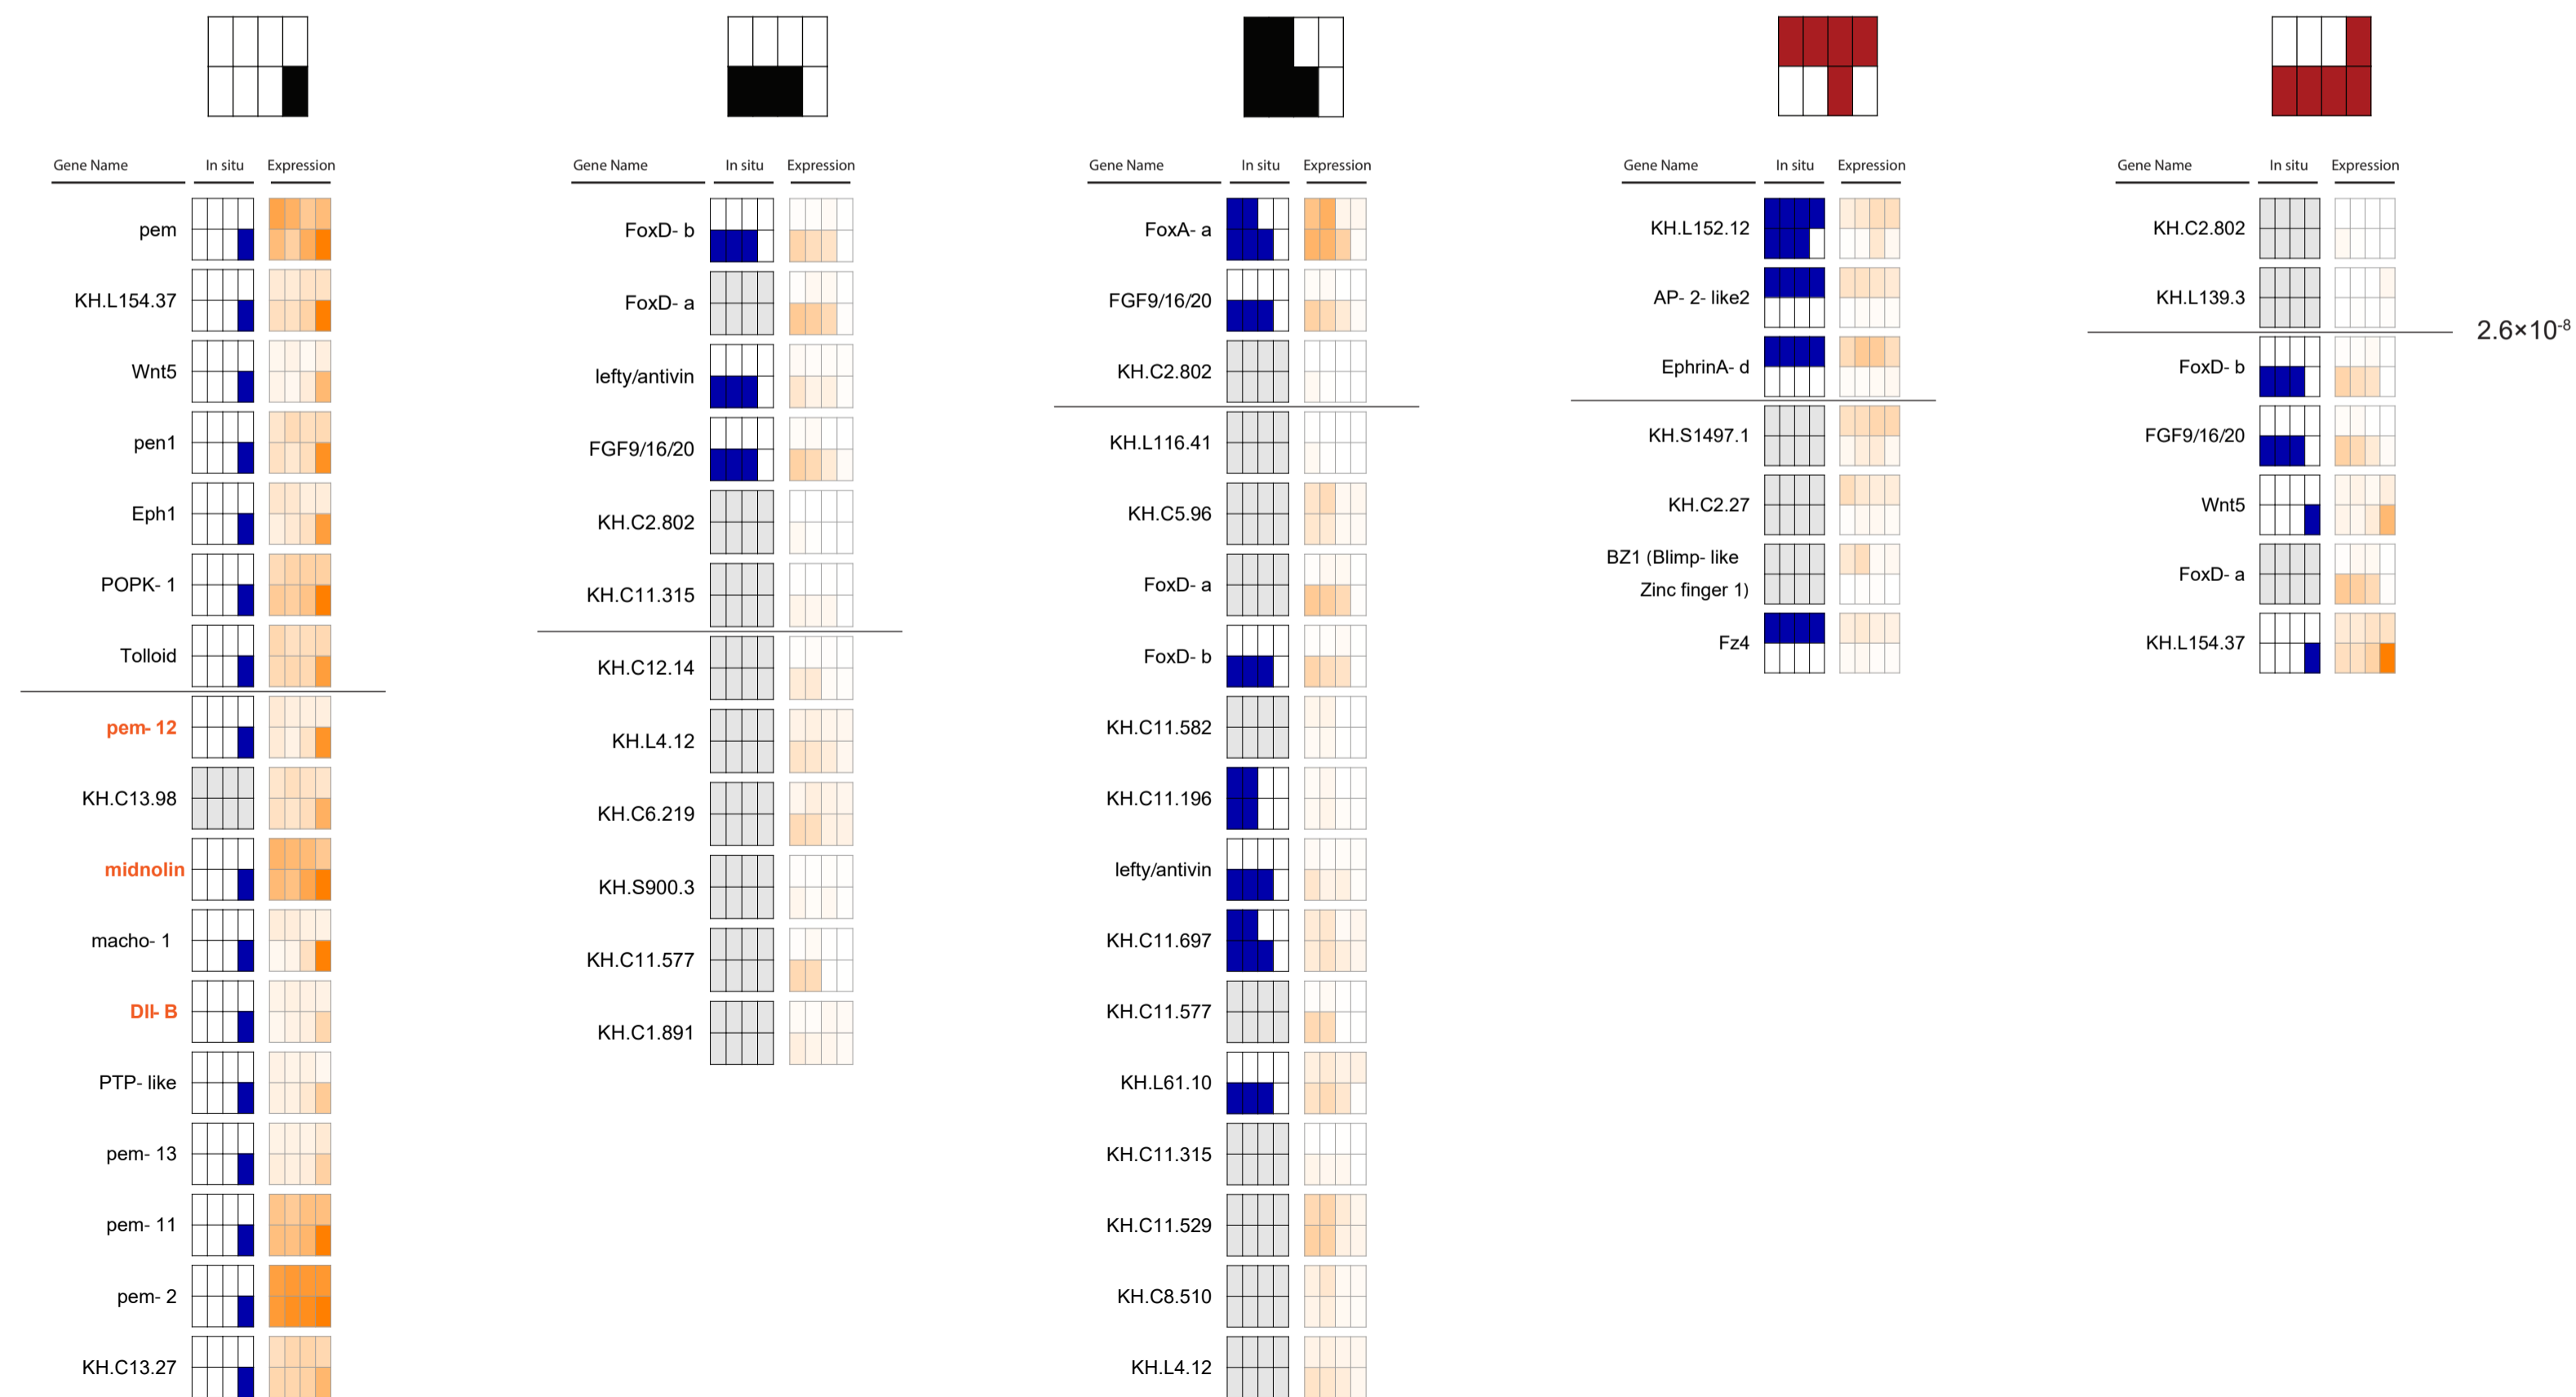 Gene Name In situ Expression
pem
KH.L154.37
Wnt5
pen1
Eph1
POPK- 1
Tolloid
pem- 12
KH.C13.98
midnolin
macho- 1
Dll- B
PTP- like
pem- 13
pem- 11
pem- 2
KH.C13.27
Gene Name In situ Expression
FoxD- b
FoxD- a
lefty/antivin
FGF9/16/20
KH.C2.802
KH.C11.315
KH.C12.14
KH.L4.12
KH.C6.219
KH.S900.3
KH.C11.577
KH.C1.891
Gene Name In situ Expression
FoxA- a
FGF9/16/20
KH.C2.802
KH.L116.41
KH.C5.96
FoxD- a
FoxD- b
KH.C11.582
KH.C11.196
lefty/antivin
KH.C11.697
KH.C11.577
KH.L61.10
KH.C11.315
KH.C11.529
KH.C8.510
KH.L4.12
Gene Name In situ Expression
KH.L152.12
AP- 2- like2
EphrinA- d
KH.S1497.1
KH.C2.27
BZ1 (Blimp- like
Zinc finger 1)
Fz4
Gene Name In situ Expression
KH.C2.802
KH.L139.3
2.6×10⁻⁸
FoxD- b
FGF9/16/20
Wnt5
FoxD- a
KH.L154.37